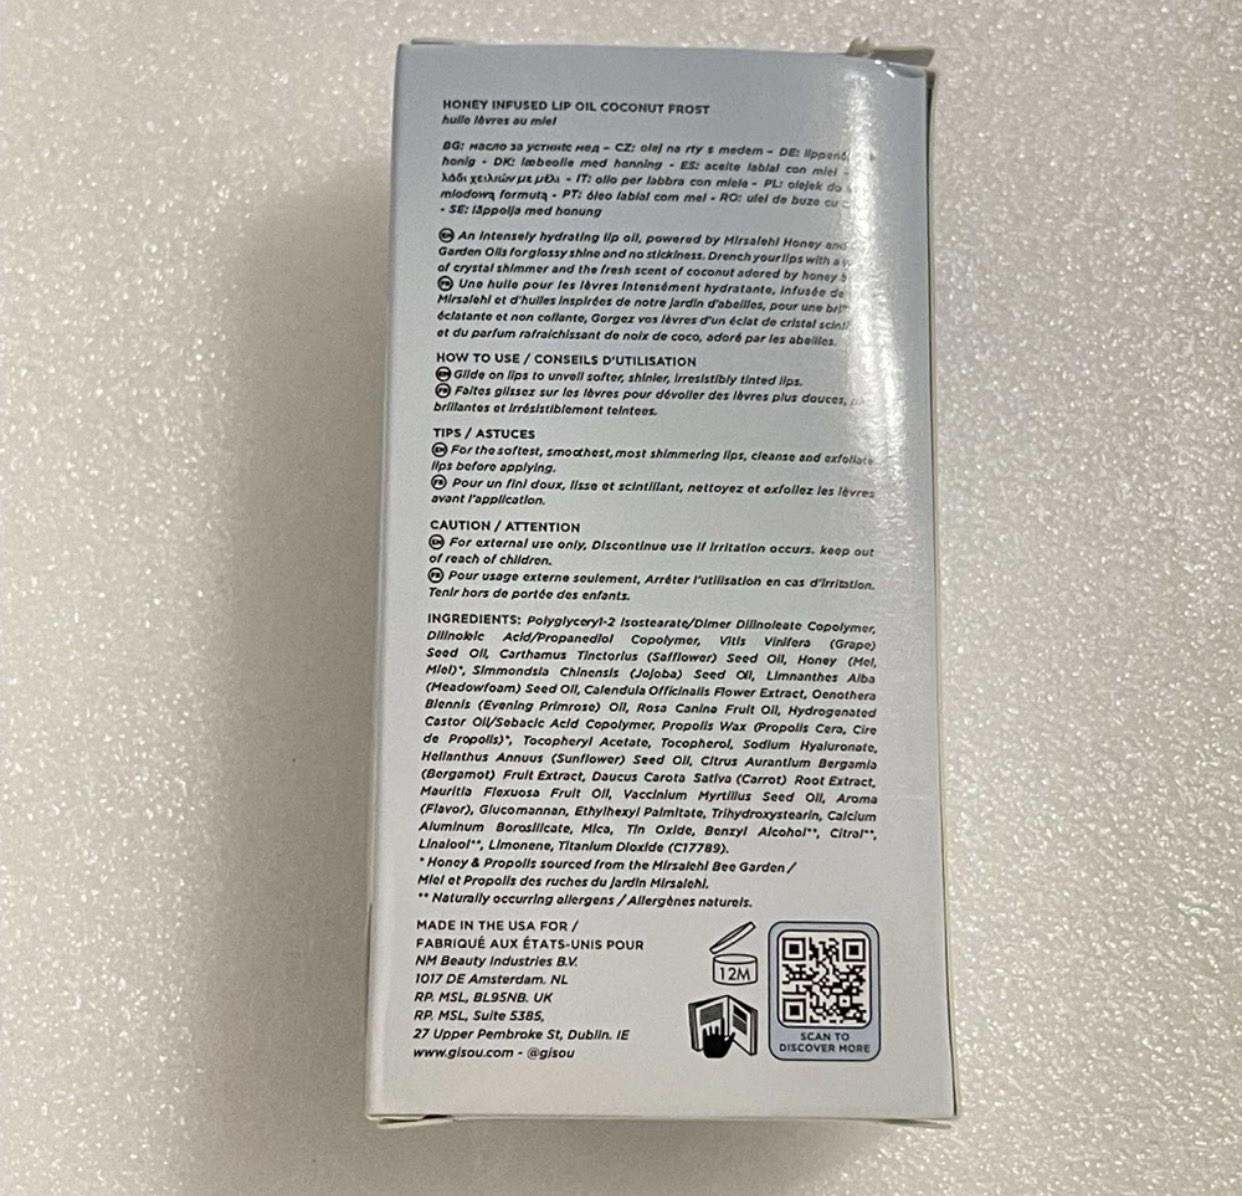 HONEY INFUSED LIP OIL COCONUT FROST
huile lèvres au miel
BG: масло за устните мед – CZ: olej na rty s medem – DE:
honig - DK: læbeolie med honning - ES: aceite labial con miel -
λάδι χειλιών με μέλι - IT: olio per labbra con miele - PL: olejek do
miodową formutą - PT: óleo labial com mel - RO: ulei de buze cu
- SE: läppolja med honung
EN An intensely hydrating lip oil, powered by Mirsalehi Honey and
Garden Oils for glossy shine and no stickiness. Drench your lips with a
of crystal shimmer and the fresh scent of coconut adored by honey
FR Une huile pour les lèvres intensément hydratante, infusée de
Mirsalehi et d'huiles inspirées de notre jardin d'abeilles, pour une
éclatante et non collante, Gorgez vos lèvres d'un éclat de cristal
et du parfum rafraichissant de noix de coco, adoré par les abeilles.
HOW TO USE / CONSEILS D'UTILISATION
EN Glide on lips to unveil softer, shinier, irresistibly tinted lips.
FR Faites glissez sur les lèvres pour dévoiler des lèvres plus douces,
brillantes et irrésistiblement teintees.
TIPS / ASTUCES
EN For the softest, smoothest, most shimmering lips, cleanse and exfoliate
lips before applying.
FR Pour un fini doux, lisse et scintillant, nettoyez et exfoliez les lèvres
avant l'application.
CAUTION / ATTENTION
EN For external use only, Discontinue use if irritation occurs. keep out
of reach of children.
FR Pour usage externe seulement, Arrêter l'utilisation en cas d'irritation.
Tenir hors de portée des enfants.
INGREDIENTS: Polyglyceryl-2 Isostearate/Dimer Dilinoleate Copolymer,
Dilinoleic Acid/Propanediol Copolymer, Vitis Vinifera (Grape)
Seed Oil, Carthamus Tinctorius (Safflower) Seed Oil, Honey (Mel,
Miel)*, Simmondsia Chinensis (Jojoba) Seed Oil, Limnanthes Alba
(Meadowfoam) Seed Oil, Calendula Officinalis Flower Extract, Oenothera
Biennis (Evening Primrose) Oil, Rosa Canina Fruit Oil, Hydrogenated
Castor Oil/Sebacic Acid Copolymer, Propolis Wax (Propolis Cera, Cire
de Propolis)*, Tocopheryl Acetate, Tocopherol, Sodium Hyaluronate,
Helianthus Annuus (Sunflower) Seed Oil, Citrus Aurantium Bergamia
(Bergamot) Fruit Extract, Daucus Carota Sativa (Carrot) Root Extract,
Mauritia Flexuosa Fruit Oil, Vaccinium Myrtillus Seed Oil, Aroma
(Flavor), Glucomannan, Ethylhexyl Palmitate, Trihydroxystearin, Calcium
Aluminum Borosilicate, Mica, Tin Oxide, Benzyl Alcohol**, Citral**,
Linalool**, Limonene, Titanium Dioxide (C17789).
* Honey & Propolis sourced from the Mirsalehi Bee Garden /
Miel et Propolis des ruches du jardin Mirsalehi.
** Naturally occurring allergens / Allergènes naturels.
MADE IN THE USA FOR /
FABRIQUÉ AUX ÉTATS-UNIS POUR
NM Beauty Industries B.V.
1017 DE Amsterdam. NL
RP. MSL, BL95NB. UK
RP. MSL, Suite 5385,
27 Upper Pembroke St, Dublin. IE
www.gisou.com - @gisou
12M
SCAN TO
DISCOVER MORE